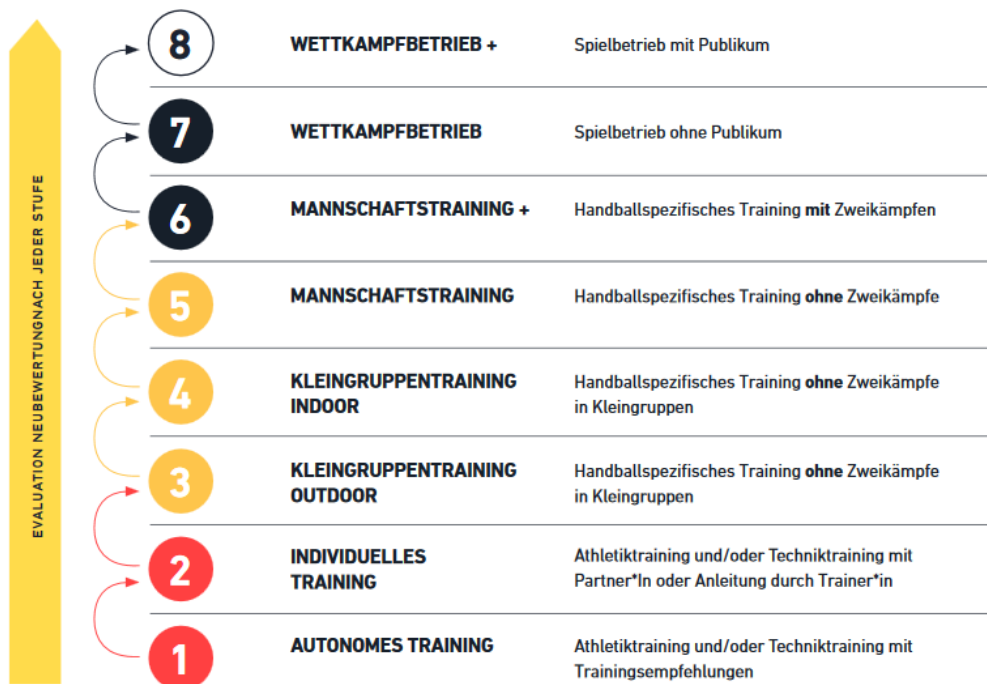 EVALUATION NEUBEWERTUNGNACH JEDER STUFE
8
WETTKAMPFBETRIEB +
Spielbetrieb mit Publikum
7
WETTKAMPFBETRIEB
Spielbetrieb ohne Publikum
6
MANNSCHAFTSTRAINING +
Handballspezifisches Training mit Zweikämpfen
5
MANNSCHAFTSTRAINING
Handballspezifisches Training ohne Zweikämpfe
4
KLEINGRUPPENTRAINING
INDOOR
Handballspezifisches Training ohne Zweikämpfe
in Kleingruppen
3
KLEINGRUPPENTRAINING
OUTDOOR
Handballspezifisches Training ohne Zweikämpfe
in Kleingruppen
2
INDIVIDUELLES
TRAINING
Athletiktraining und/oder Techniktraining mit
Partner*In oder Anleitung durch Trainer*in
1
AUTONOMES TRAINING
Athletiktraining und/oder Techniktraining mit
Trainingsempfehlungen